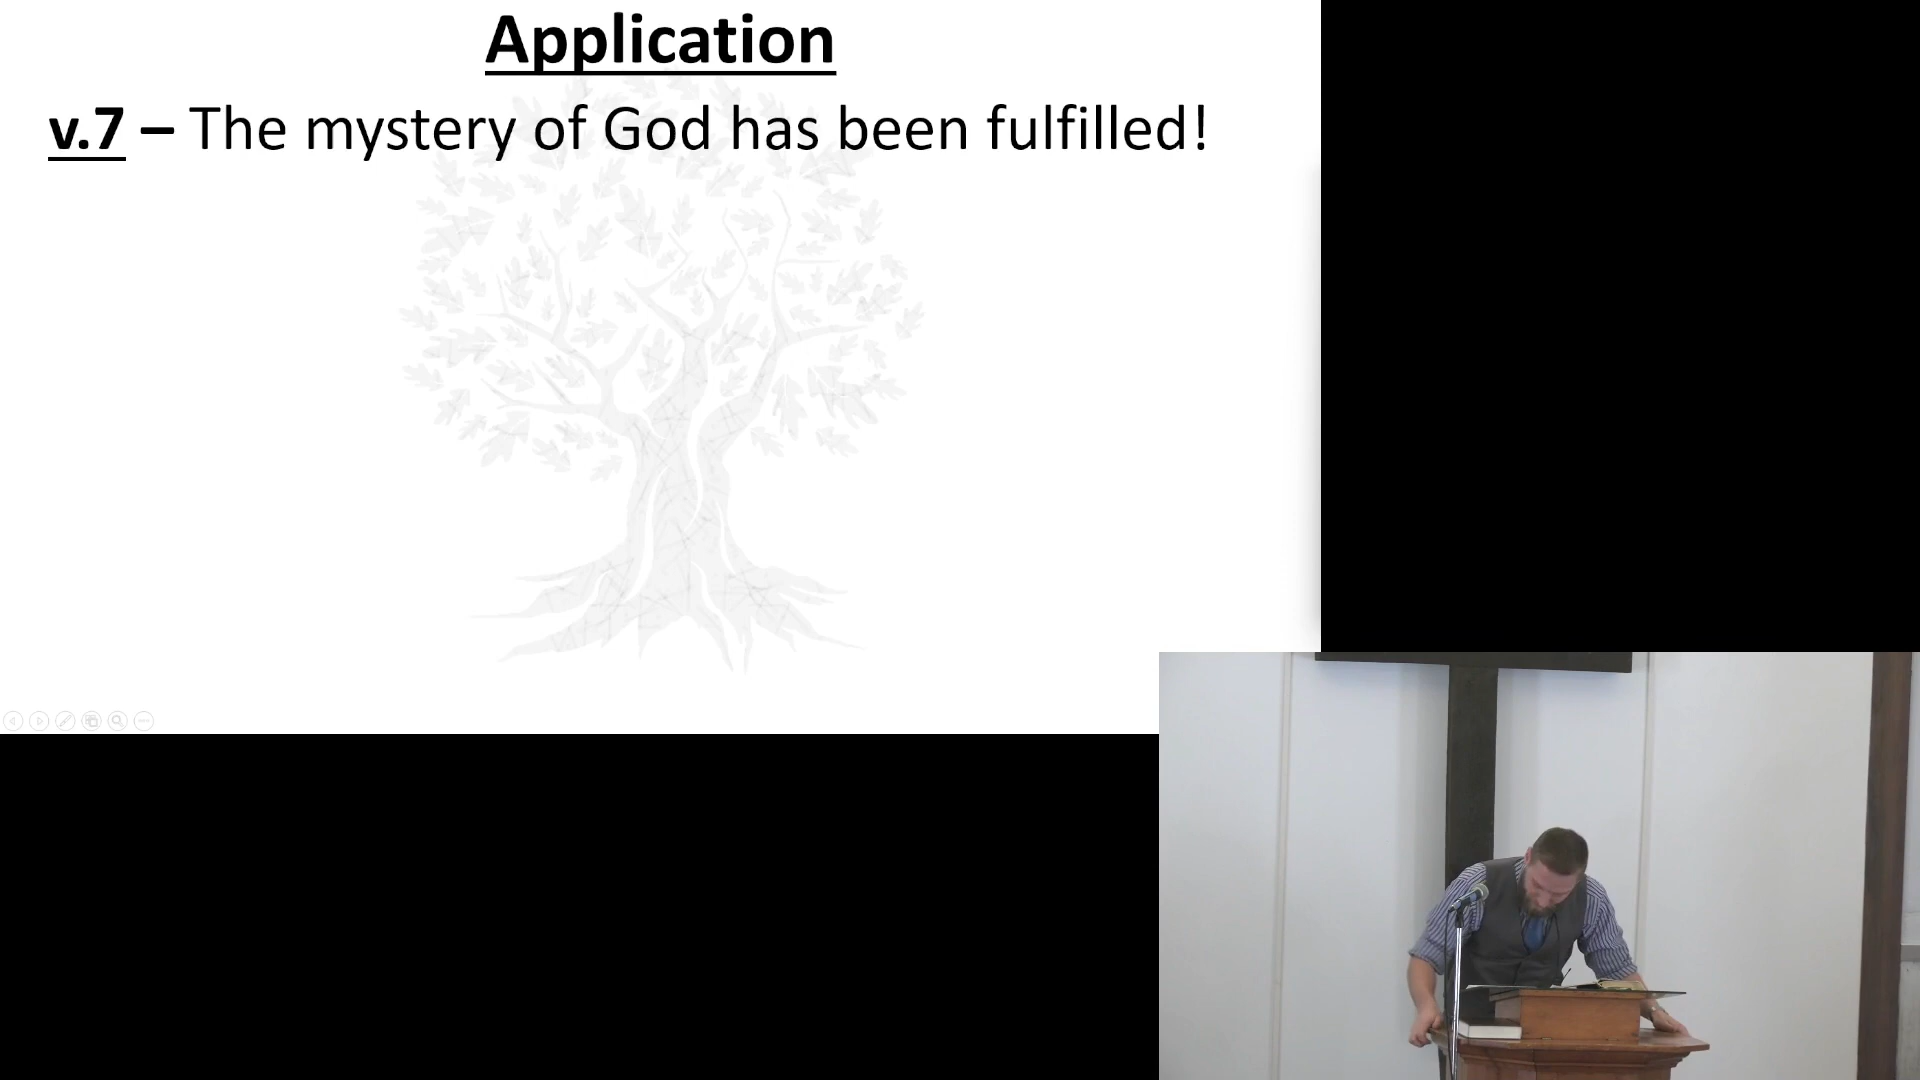 Application
v.7 – The mystery of God has been fulfilled!